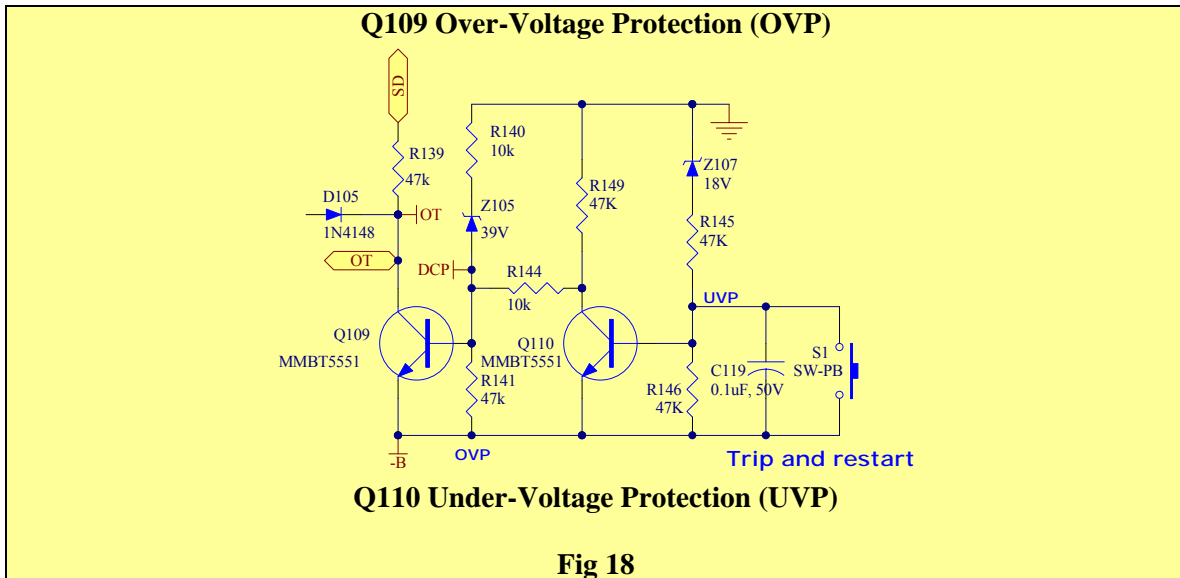 Q109 Over-Voltage Protection (OVP)
SD
R139
47k
D105
1N4148
OT
OT
R140
10k
Z105
39V
DCP
R144
10k
R149
47K
Z107
18V
R145
47K
UVP
Q109
MMBT5551
Q110
MMBT5551
R141
47k
R146
47K
C119
0.1uF, 50V
S1
SW-PB
-B
OVP
Trip and restart
Q110 Under-Voltage Protection (UVP)
Fig 18